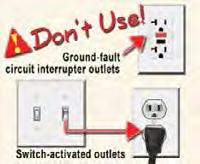 Don't Use!
Ground-fault
circuit interrupter outlets
Switch-activated outlets